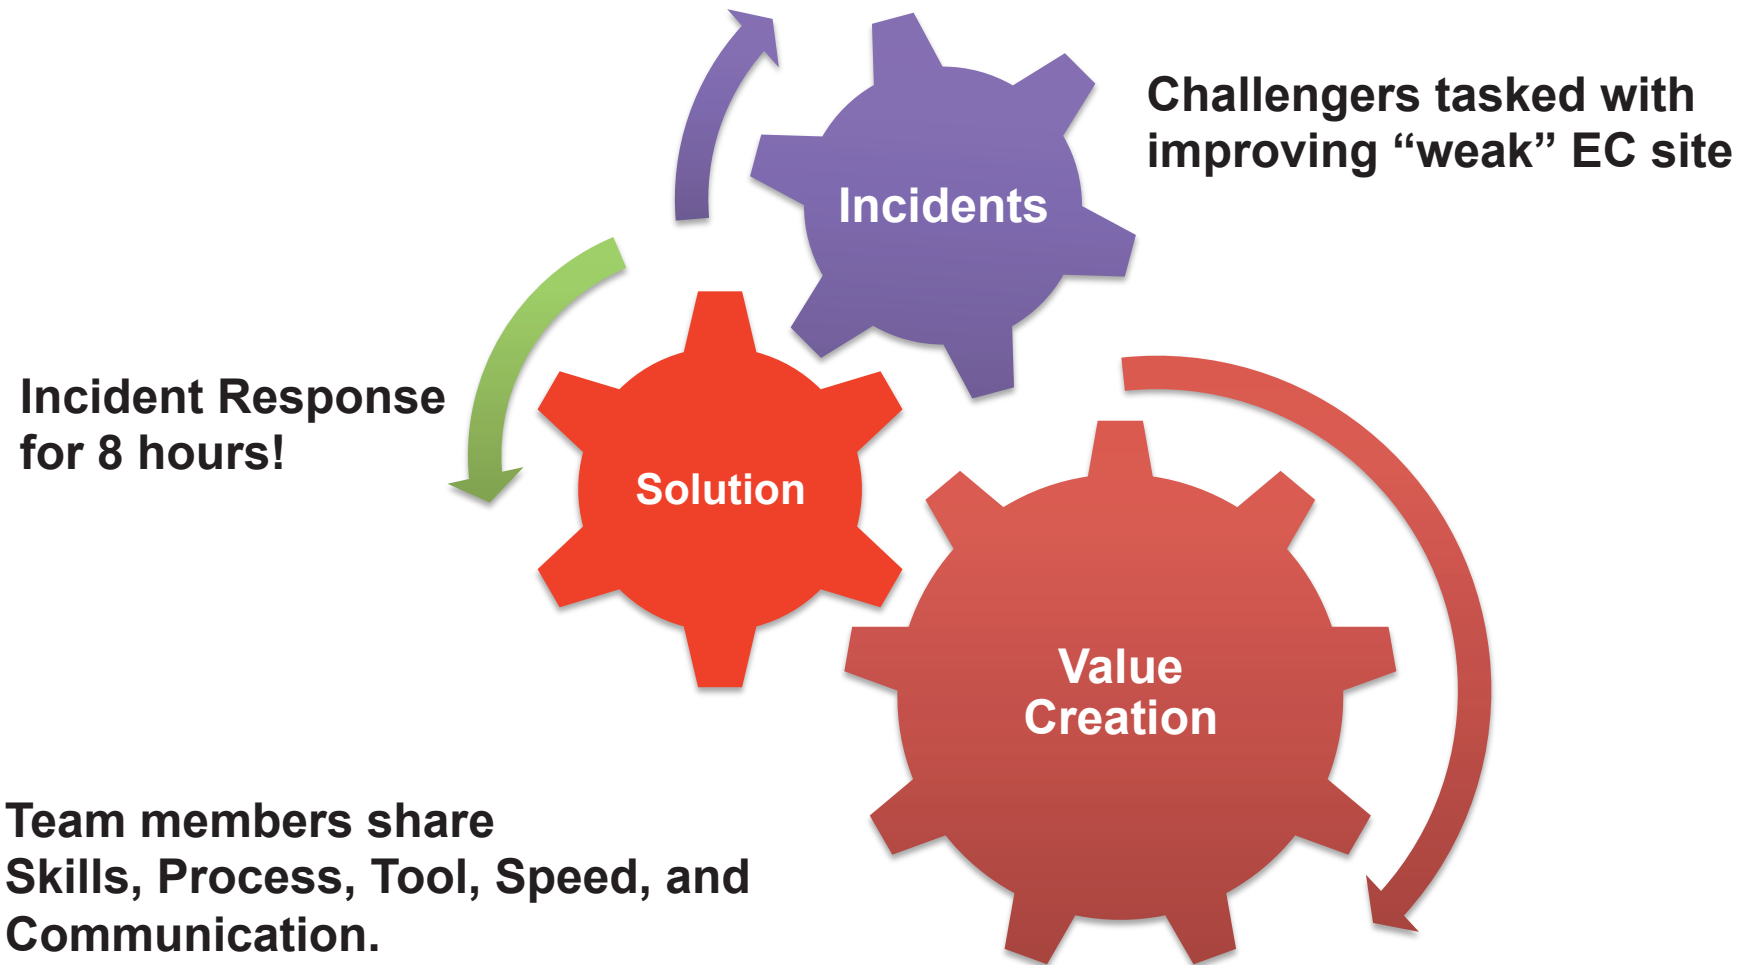 Challengers tasked with
improving “weak” EC site
Incidents
Incident Response
for 8 hours!
Solution
Value
Creation
Team members share
Skills, Process, Tool, Speed, and
Communication.